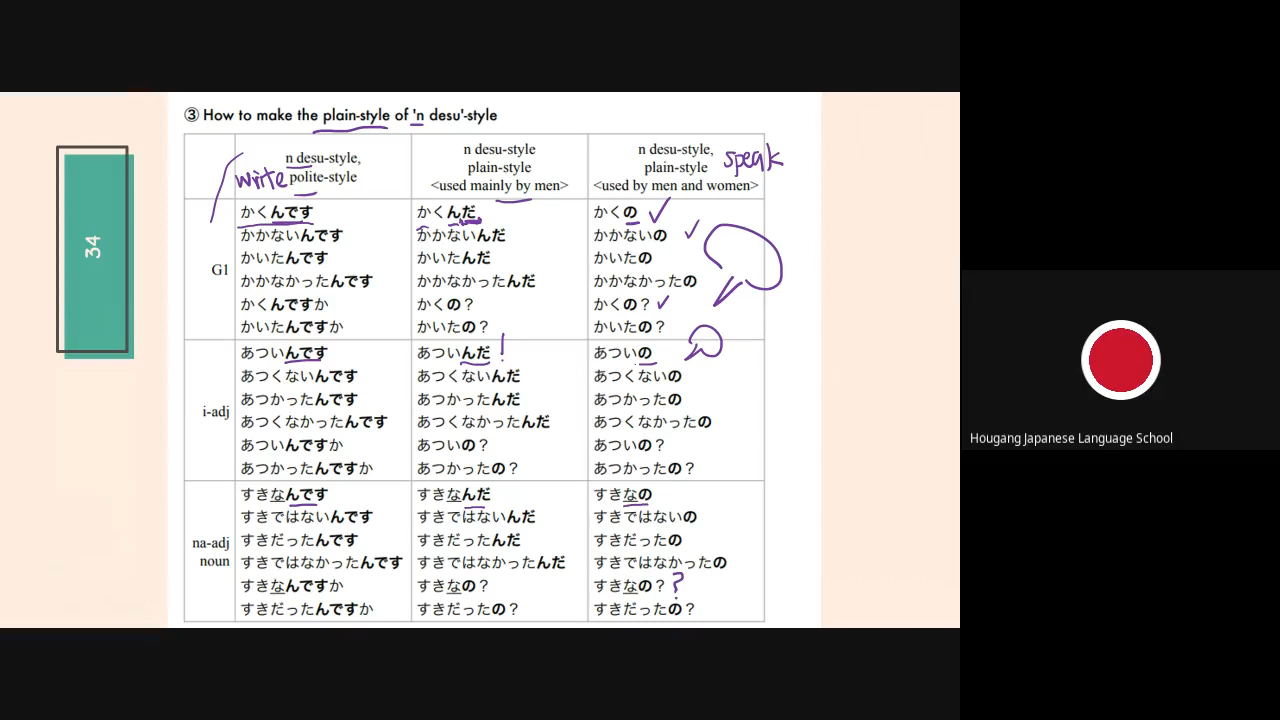 34
③ How to make the plain-style of 'n desu'-style
n desu-style,
polite-style
write
n desu-style
plain-style
<used mainly by men>
n desu-style,
plain-style
<used by men and women>
speak
G1
かくんです
かくんだ
かくの
かかないんです
かかないんだ
かかないの
かいたんです
かいたんだ
かいたの
かかなかったんです
かかなかったんだ
かかなかったの
かくんですか
かくの？
かくの？
かいたんですか
かいたの？
かいたの？
i-adj
あついんです
あついんだ!
あついの
あつくないんです
あつくないんだ
あつくないの
あつかったんです
あつかったんだ
あつかったの
あつくなかったんです
あつくなかったんだ
あつくなかったの
あついんですか
あついの？
あついの？
あつかったんですか
あつかったの？
あつかったの？
na-adj
noun
すきなんです
すきなんだ
すきなの
すきではないんです
すきではないんだ
すきではないの
すきだったんです
すきだったんだ
すきだったの
すきではなかったんです
すきではなかったんだ
すきではなかったの
すきなんですか
すきなの？
すきなの？ ?
すきだったんですか
すきだったの？
すきだったの？
Hougang Japanese Language School